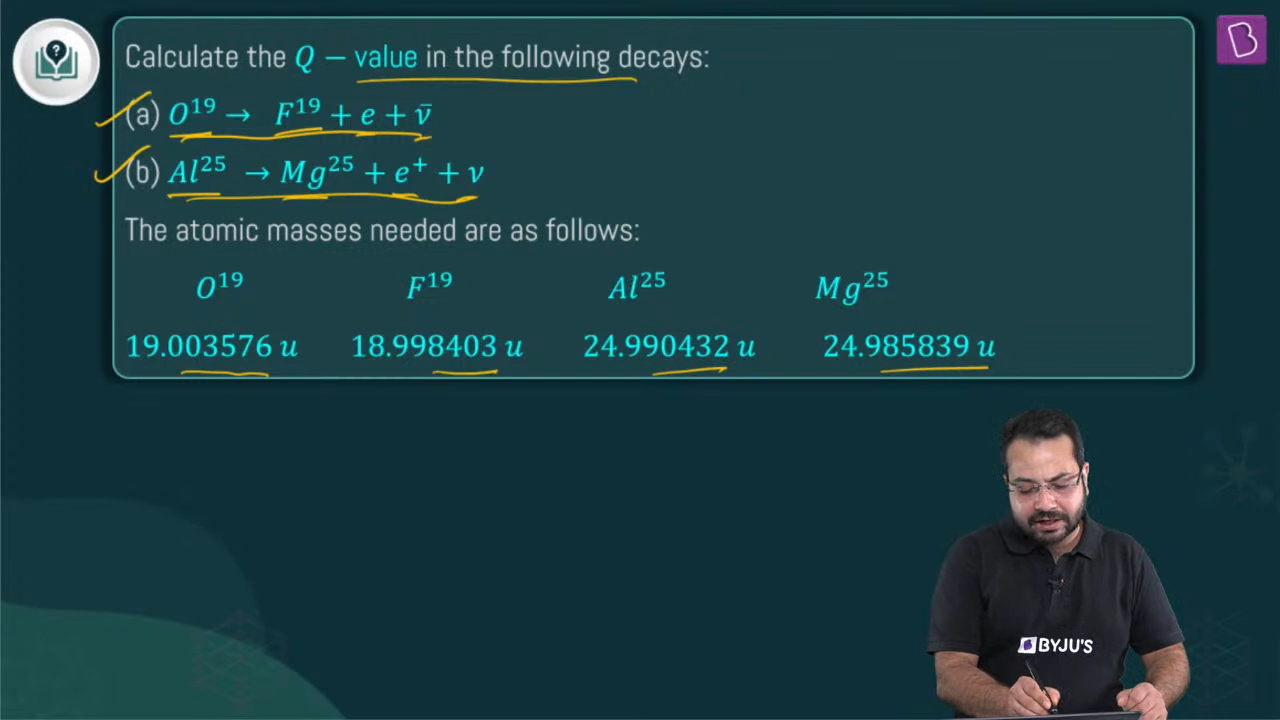 Calculate the Q − value in the following decays:
(a) O¹⁹ → F¹⁹ + e + ν̄
(b) Al²⁵ → Mg²⁵ + e⁺ + ν
The atomic masses needed are as follows:
O¹⁹ F¹⁹ Al²⁵ Mg²⁵
19.003576 u 18.998403 u 24.990432 u 24.985839 u
BYJU'S